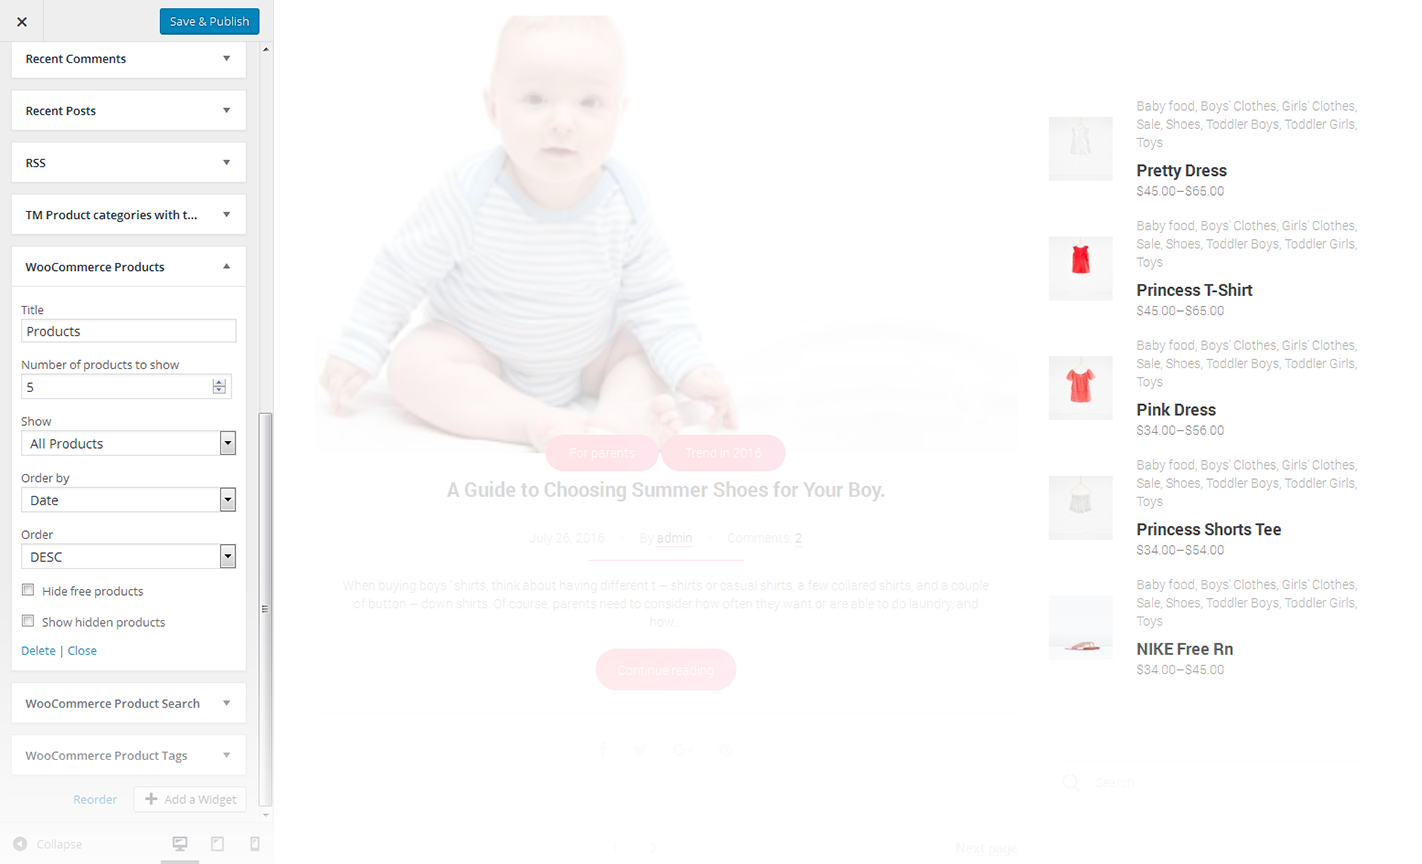 Save & Publish
Recent Comments
Recent Posts
RSS
TM Product categories with t...
WooCommerce Products
Title
Products
Number of products to show
5
Show
All Products
Order by
Date
Order
DESC
Hide free products
Show hidden products
Delete | Close
WooCommerce Product Search
WooCommerce Product Tags
Reorder
Add a Widget
Collapse
For parents
Trend in 2016
A Guide to Choosing Summer Shoes for Your Boy.
July 26, 2016
By admin
Comments: 2
When buying boys' shirts, think about having different t – shirts or casual shirts, a few collared shirts, and a couple
of button – down shirts. Of course, parents need to consider how often they want or are able to do laundry, and
how...
Continue reading
2
Next page
Baby food, Boys' Clothes, Girls' Clothes,
Sale, Shoes, Toddler Boys, Toddler Girls,
Toys
Pretty Dress
$45.00–$65.00
Baby food, Boys' Clothes, Girls' Clothes,
Sale, Shoes, Toddler Boys, Toddler Girls,
Toys
Princess T-Shirt
$45.00–$65.00
Baby food, Boys' Clothes, Girls' Clothes,
Sale, Shoes, Toddler Boys, Toddler Girls,
Toys
Pink Dress
$34.00–$56.00
Baby food, Boys' Clothes, Girls' Clothes,
Sale, Shoes, Toddler Boys, Toddler Girls,
Toys
Princess Shorts Tee
$34.00–$54.00
Baby food, Boys' Clothes, Girls' Clothes,
Sale, Shoes, Toddler Boys, Toddler Girls,
Toys
NIKE Free Rn
$34.00–$45.00
Search